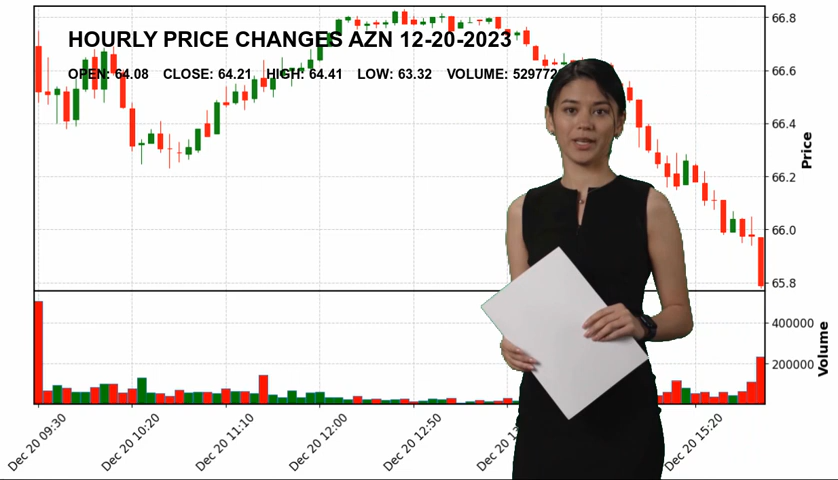 HOURLY PRICE CHANGES AZN 12-20-2023
OPEN: 64.08 CLOSE: 64.21 HIGH: 64.41 LOW: 63.32 VOLUME: 529772
66.8
66.6
66.4
66.2
66.0
65.8
Price
400000
200000
Volume
Dec 20 09:30
Dec 20 10:20
Dec 20 11:10
Dec 20 12:00
Dec 20 12:50
Dec 20
Dec 20 15:20